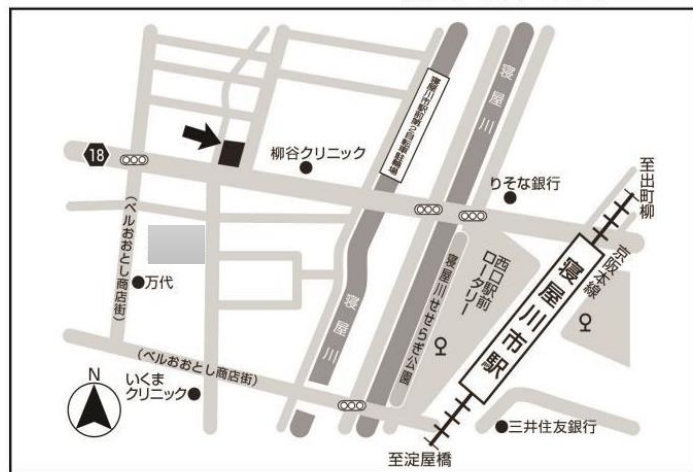 18
柳谷クリニック
寝屋川市駅前第2自転車駐輪場
寝屋川
りそな銀行
至出町柳
京阪本線
寝屋川市駅
西口駅前
ロータリー
寝屋川せせらぎ公園
寝屋川
(ベルおおとし商店街)
万代
(ベルおおとし商店街)
N
いくま
クリニック
三井住友銀行
至淀屋橋